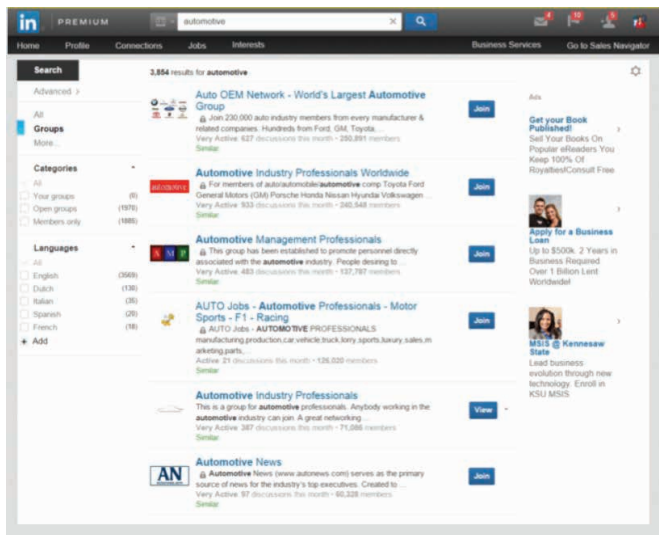 in PREMIUM
automotive
Home Profile Connections Jobs Interests Business Services Go to Sales Navigator
Search
Advanced >
All
Groups
More...
Categories
All
Your groups (0)
Open groups (1970)
Members only (1885)
Languages
All
English (3569)
Dutch (130)
Italian (35)
Spanish (20)
French (18)
+ Add
3,854 results for automotive
Auto OEM Network - World's Largest Automotive
Group
Join 230,000 auto industry members from every manufacturer &
related companies. Hundreds from Ford, GM, Toyota...
Very Active: 627 discussions this month • 250,891 members
Similar
Join
automotive
Automotive Industry Professionals Worldwide
For members of auto/automobile/automotive comp Toyota Ford
General Motors (GM) Porsche Honda Nissan Hyundai Volkswagen...
Very Active: 933 discussions this month • 240,548 members
Similar
Join
A M P
Automotive Management Professionals
This group has been established to promote personnel directly
associated with the automotive industry. People desiring to...
Very Active: 483 discussions this month • 137,787 members
Similar
Join
AUTO Jobs - Automotive Professionals - Motor
Sports - F1 - Racing
AUTO Jobs - AUTOMOTIVE PROFESSIONALS
manufacturing,production,car,vehicle,truck,lorry,sports,luxury,sales,m
arketing,parts,...
Active: 21 discussions this month • 126,020 members
Similar
Join
Automotive Industry Professionals
This is a group for automotive professionals. Anybody working in the
automotive industry can join. A great networking...
Very Active: 387 discussions this month • 71,086 members
Similar
View
AN
Automotive News
Automotive News (www.autonews.com) serves as the primary
source of news for the industry's top executives. Created to...
Very Active: 97 discussions this month • 60,328 members
Similar
Join
Ads
Get your Book
Published!
Sell Your Books On
Popular eReaders You
Keep 100% Of
Royalties/Consult Free
Apply for a Business
Loan
Up to $500k. 2 Years in
Business Required
Over 1 Billion Lent
Worldwide!
MSIS @ Kennesaw
State
Lead business
evolution through new
technology. Enroll in
KSU MSIS